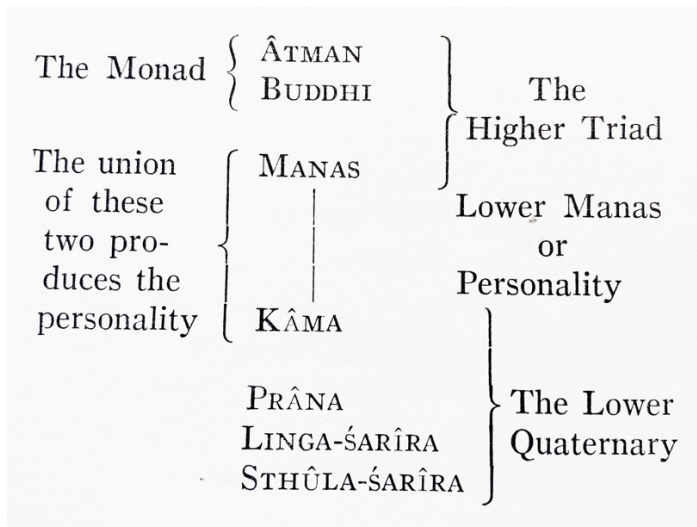 The Monad
ÂTMAN
BUDDHI
The
Higher Triad
The union
of these
two pro-
duces the
personality
MANAS
KÂMA
Lower Manas
or
Personality
PRÂNA
LINGA-ŚARÎRA
STHÛLA-ŚARÎRA
The Lower
Quaternary